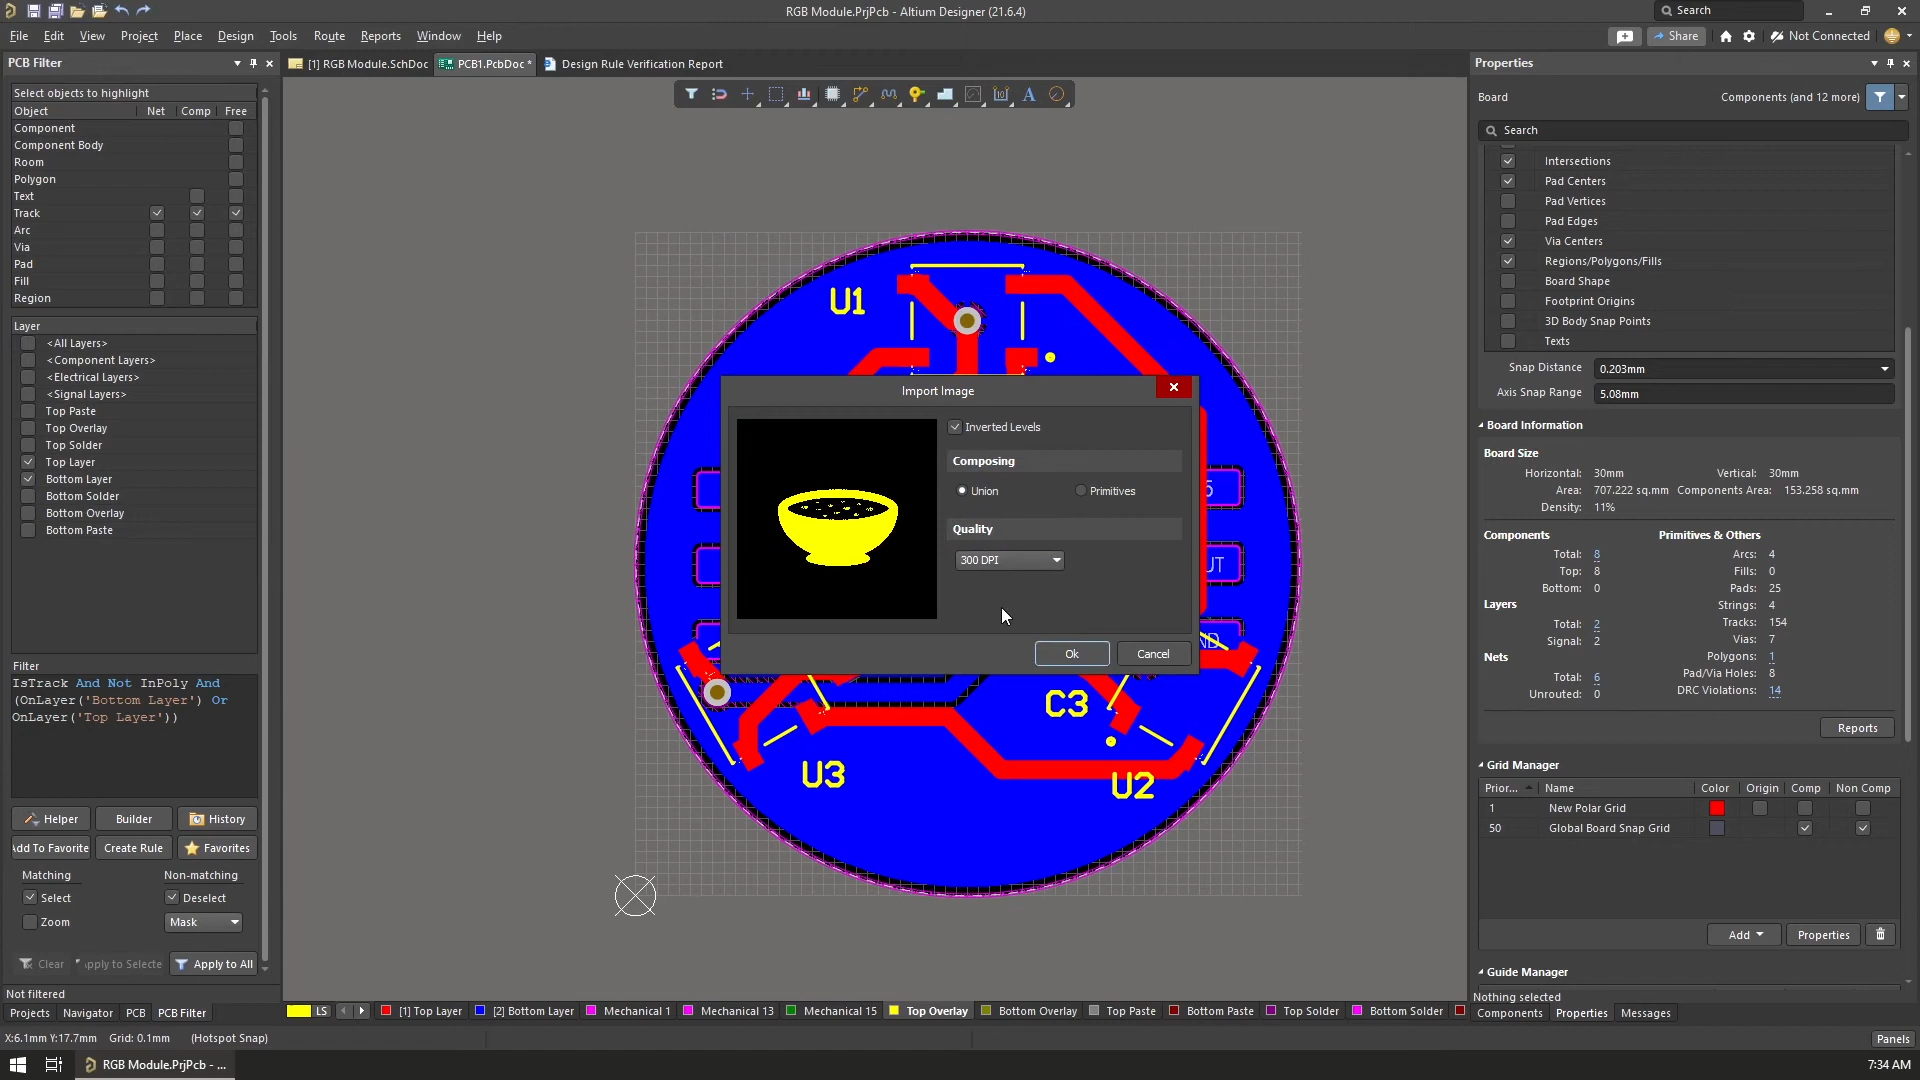 RGB Module.PrjPcb - Altium Designer (21.6.4)
Search
File Edit View Project Place Design Tools Route Reports Window Help
Share
Not Connected
PCB Filter
[1] RGB Module.SchDoc
PCB1.PcbDoc *
Design Rule Verification Report
Properties
Select objects to highlight
Object Net Comp Free
Component
Component Body
Room
Polygon
Text
Track
Arc
Via
Pad
Fill
Region
Layer
<All Layers>
<Component Layers>
<Electrical Layers>
<Signal Layers>
Top Paste
Top Overlay
Top Solder
Top Layer
Bottom Layer
Bottom Solder
Bottom Overlay
Bottom Paste
Filter
IsTrack And Not InPoly And
(OnLayer('Bottom Layer') Or
OnLayer('Top Layer'))
Helper Builder History
Add To Favorite Create Rule Favorites
Matching Non-matching
Select Deselect
Zoom Mask
Clear Apply to Selecte Apply to All
Not filtered
Projects Navigator PCB PCB Filter
U1
U3
U2
C3
5
UT
ND
Import Image
Inverted Levels
Composing
Union Primitives
Quality
300 DPI
Ok Cancel
Board Components (and 12 more)
Search
Intersections
Pad Centers
Pad Vertices
Pad Edges
Via Centers
Regions/Polygons/Fills
Board Shape
Footprint Origins
3D Body Snap Points
Texts
Snap Distance 0.203mm
Axis Snap Range 5.08mm
Board Information
Board Size
Horizontal: 30mm Vertical: 30mm
Area: 707.222 sq.mm Components Area: 153.258 sq.mm
Density: 11%
Components Primitives & Others
Total: 8 Arcs: 4
Top: 8 Fills: 0
Bottom: 0 Pads: 25
Layers Strings: 4
Total: 2 Tracks: 154
Signal: 2 Vias: 7
Nets Polygons: 1
Total: 6 Pad/Via Holes: 8
Unrouted: 0 DRC Violations: 14
Reports
Grid Manager
Prior... Name Color Origin Comp Non Comp
1 New Polar Grid
50 Global Board Snap Grid
Add Properties
Guide Manager
Nothing selected
Components Properties Messages
LS [1] Top Layer [2] Bottom Layer Mechanical 1 Mechanical 13 Mechanical 15 Top Overlay Bottom Overlay Top Paste Bottom Paste Top Solder Bottom Solder
X:6.1mm Y:17.7mm Grid: 0.1mm (Hotspot Snap)
Panels
RGB Module.PrjPcb - ...
7:34 AM